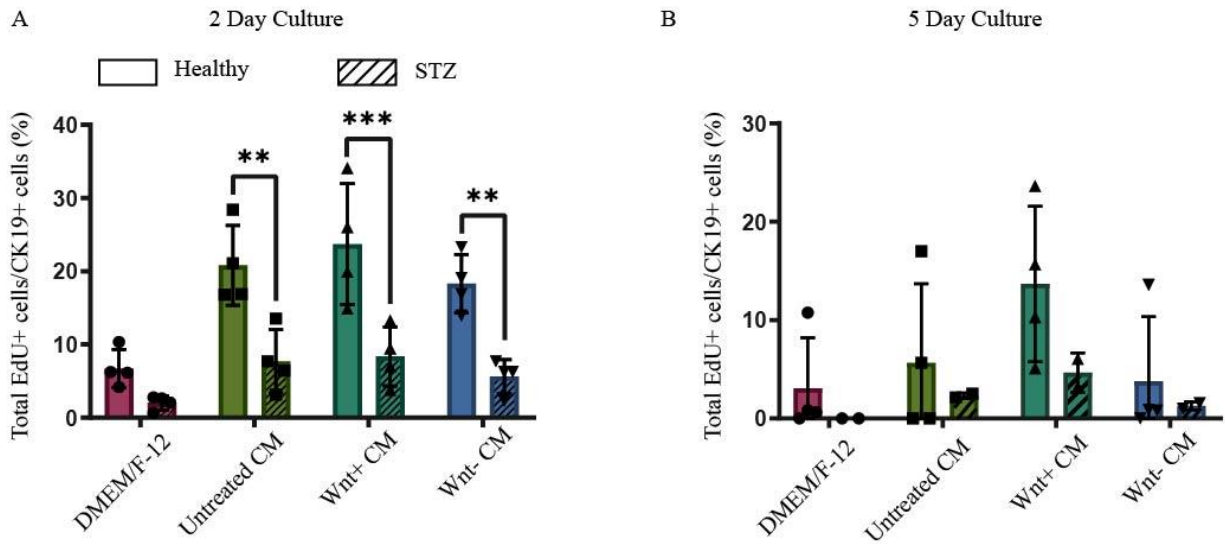 A
2 Day Culture
Healthy
STZ
Total EdU+ cells/CK19+ cells (%)
40
30
20
10
0
**
***
**
DMEM/F-12
Untreated CM
Wnt+ CM
Wnt- CM
B
5 Day Culture
Total EdU+ cells/CK19+ cells (%)
30
20
10
0
DMEM/F-12
Untreated CM
Wnt+ CM
Wnt- CM